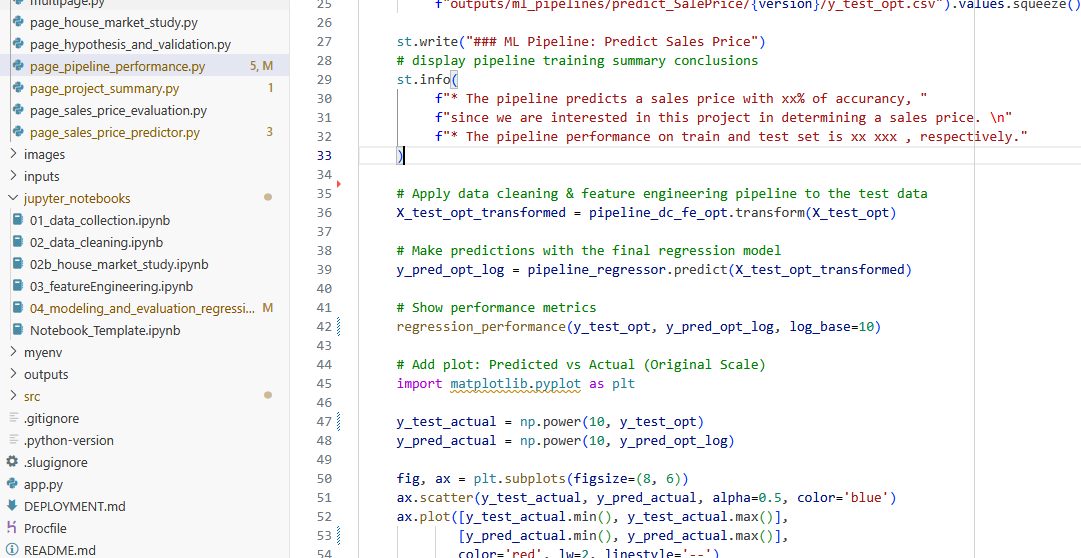 multipage.py
page_house_market_study.py
page_hypothesis_and_validation.py
page_pipeline_performance.py 5, M
page_project_summary.py 1
page_sales_price_evaluation.py
page_sales_price_predictor.py 3
images
inputs
jupyter_notebooks
01_data_collection.ipynb
02_data_cleaning.ipynb
02b_house_market_study.ipynb
03_featureEngineering.ipynb
04_modeling_and_evaluation_regressi... M
Notebook_Template.ipynb
myenv
outputs
src
.gitignore
.python-version
.slugignore
app.py
DEPLOYMENT.md
Procfile
README.md
25 f"outputs/ml_pipelines/predict_SalePrice/{version}/y_test_opt.csv").values.squeeze()
26
27 st.write("### ML Pipeline: Predict Sales Price")
28 # display pipeline training summary conclusions
29 st.info(
30 f"* The pipeline predicts a sales price with xx% of accurancy, "
31 f"since we are interested in this project in determining a sales price. \n"
32 f"* The pipeline performance on train and test set is xx xxx , respectively."
33 )
34
35 # Apply data cleaning & feature engineering pipeline to the test data
36 X_test_opt_transformed = pipeline_dc_fe_opt.transform(X_test_opt)
37
38 # Make predictions with the final regression model
39 y_pred_opt_log = pipeline_regressor.predict(X_test_opt_transformed)
40
41 # Show performance metrics
42 regression_performance(y_test_opt, y_pred_opt_log, log_base=10)
43
44 # Add plot: Predicted vs Actual (Original Scale)
45 import matplotlib.pyplot as plt
46
47 y_test_actual = np.power(10, y_test_opt)
48 y_pred_actual = np.power(10, y_pred_opt_log)
49
50 fig, ax = plt.subplots(figsize=(8, 6))
51 ax.scatter(y_test_actual, y_pred_actual, alpha=0.5, color='blue')
52 ax.plot([y_test_actual.min(), y_test_actual.max()],
53 [y_pred_actual.min(), y_pred_actual.max()],
54 color='red', lw=2, linestyle='--')